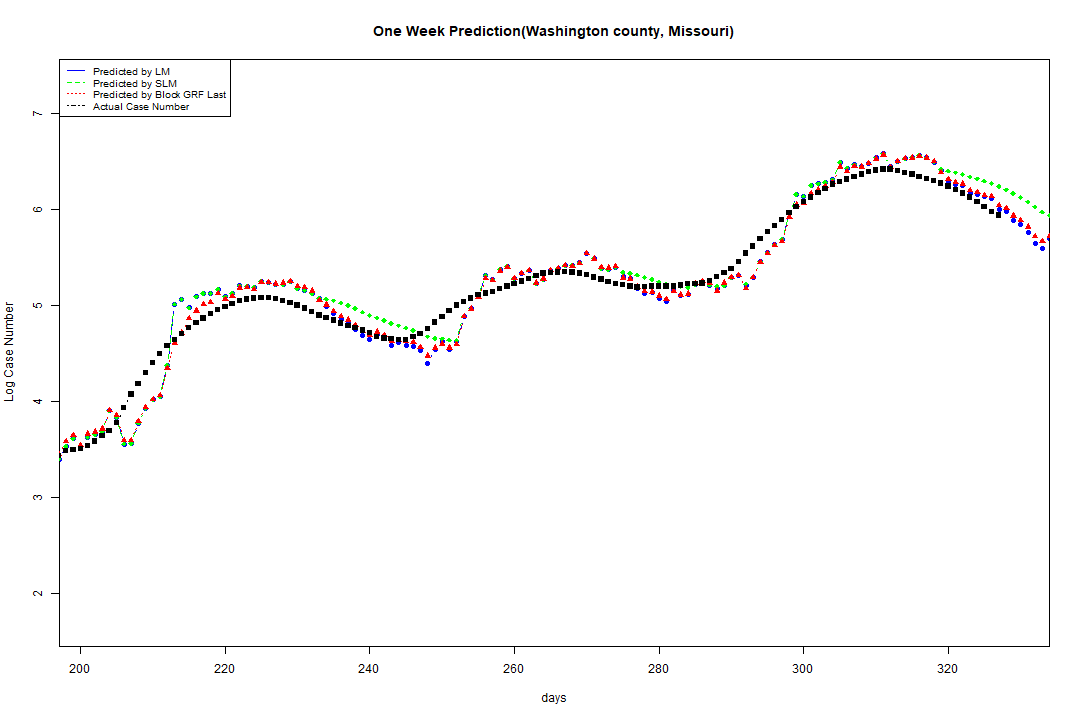 One Week Prediction(Washington county, Missouri)
Predicted by LM
Predicted by SLM
Predicted by Block GRF Last
Actual Case Number
7
6
5
4
3
2
Log Case Number
200 220 240 260 280 300 320
days